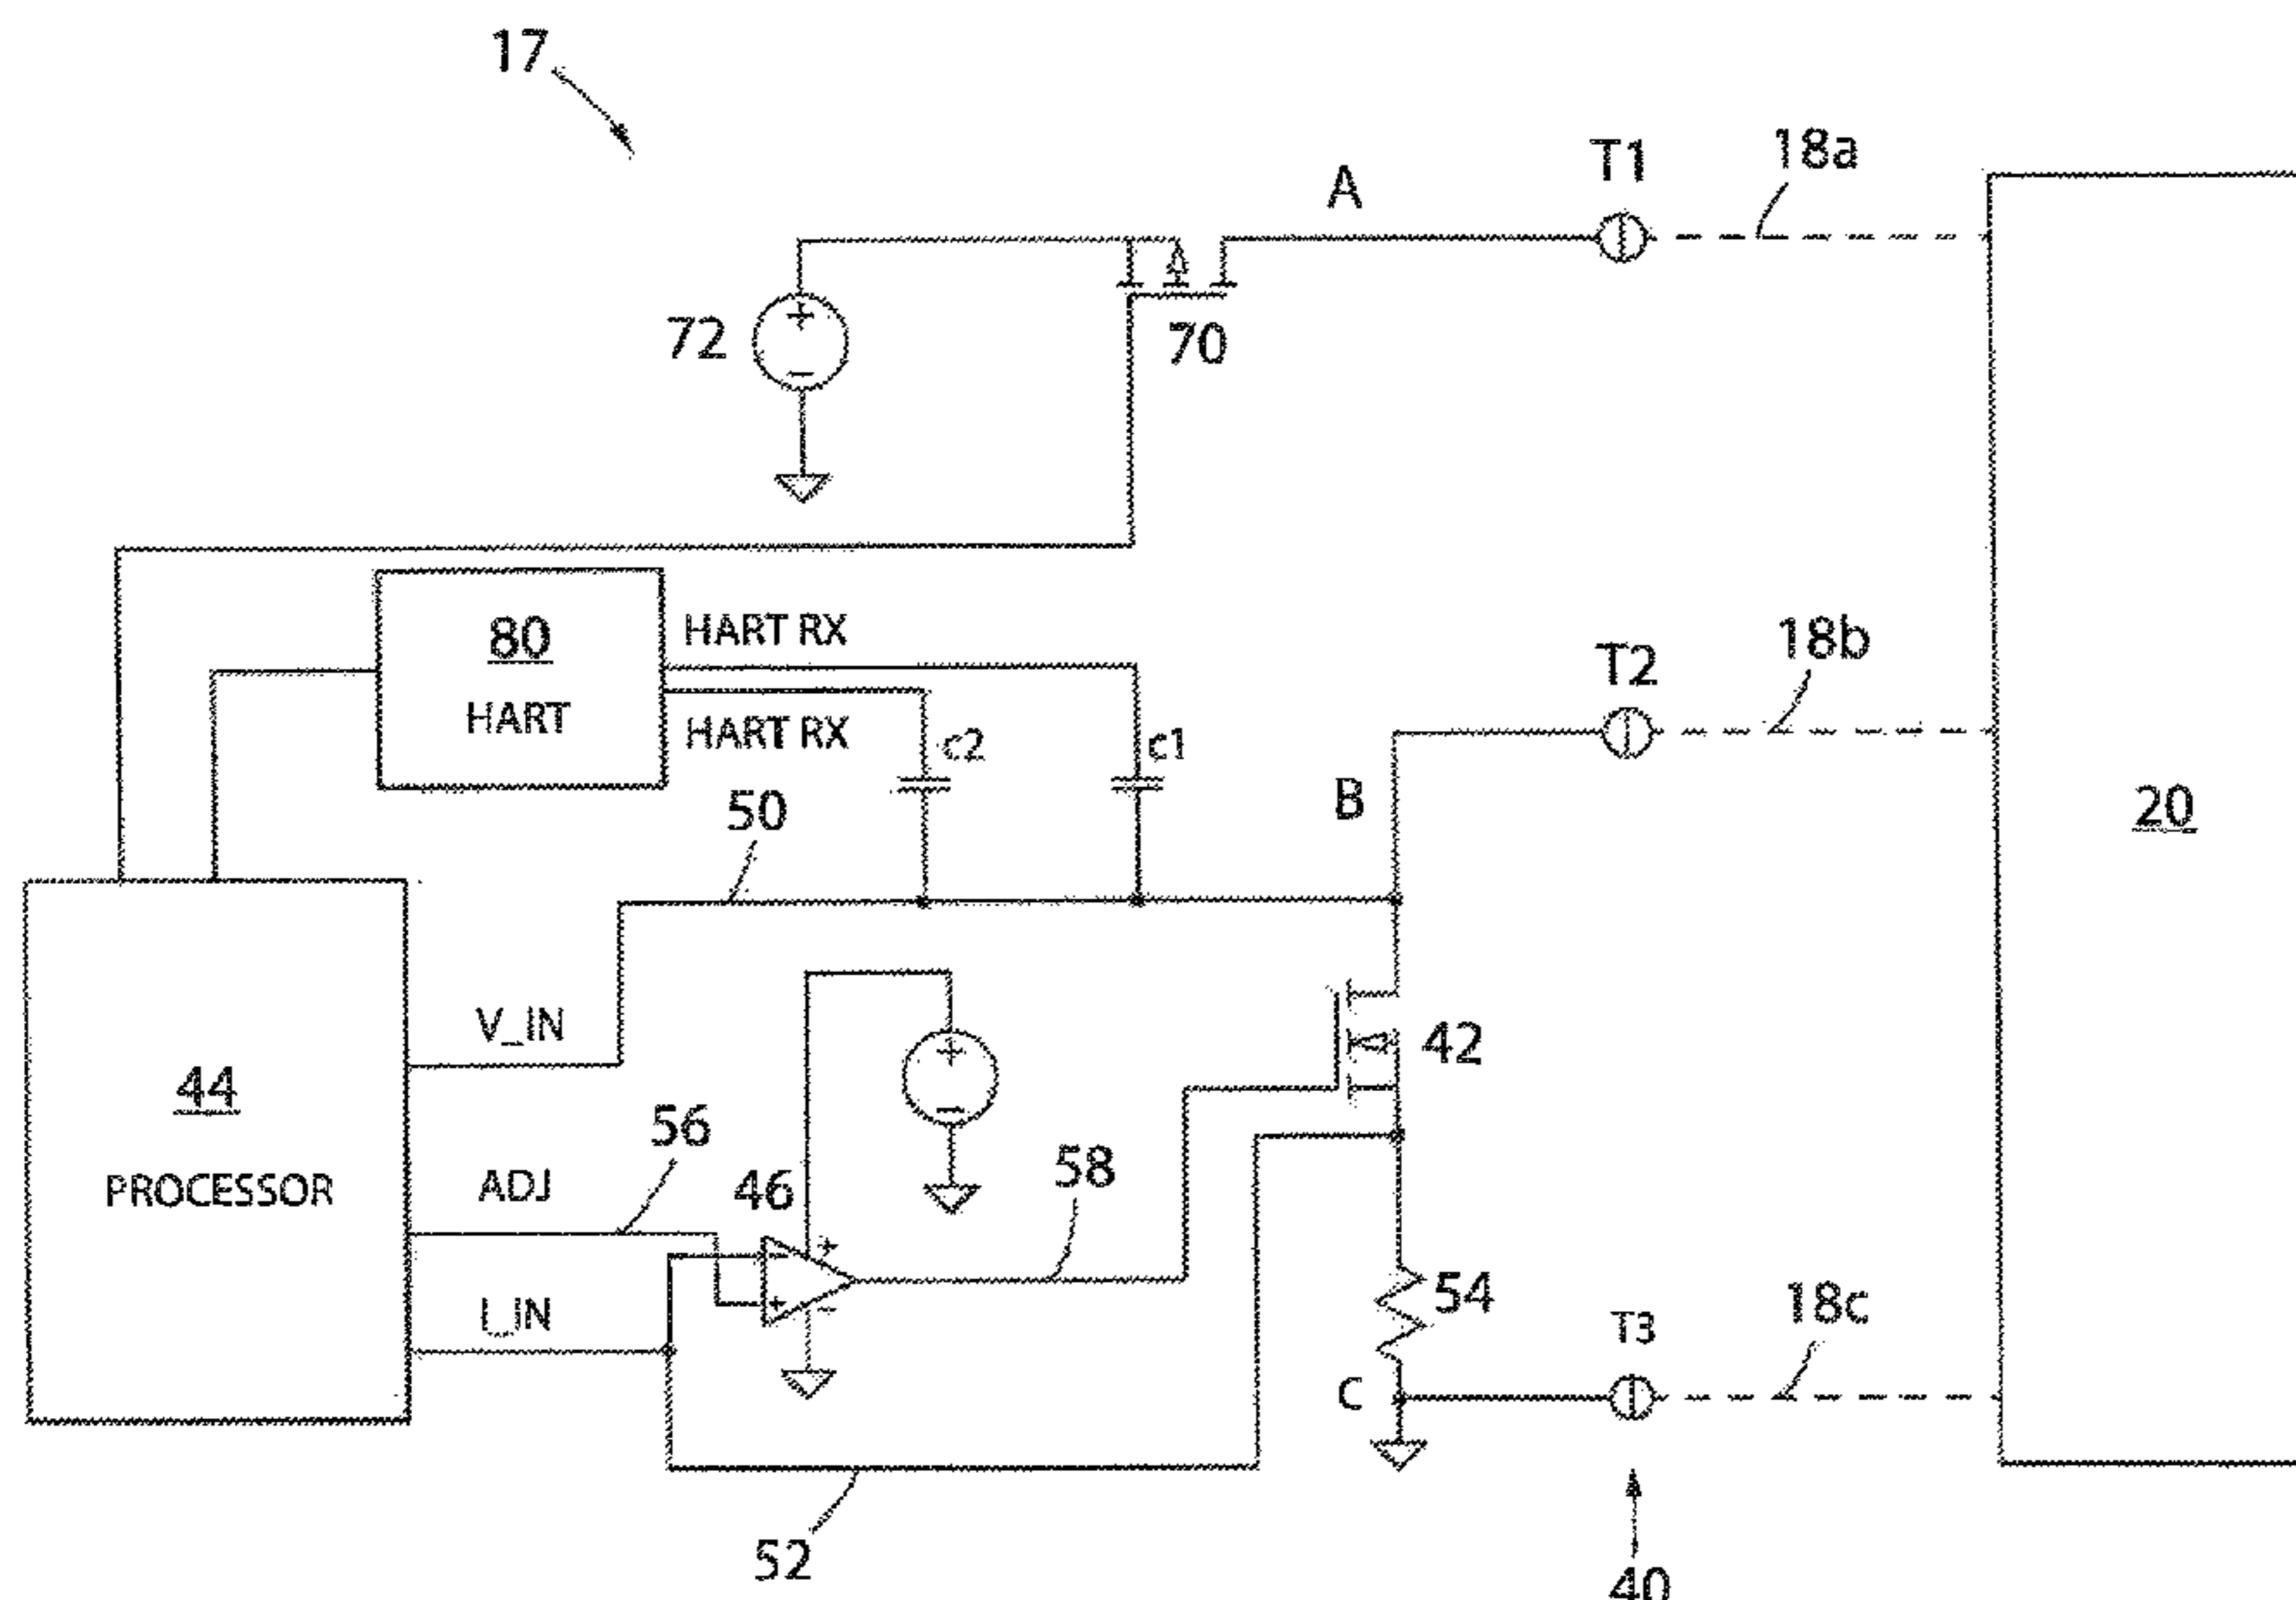 17
A
T1
18a
72
70
80
HART
HART RX
HART RX
c2
c1
50
B
T2
18b
20
44
PROCESSOR
V_IN
42
56
ADJ
46
58
I_IN
54
T3
18c
C
52
40